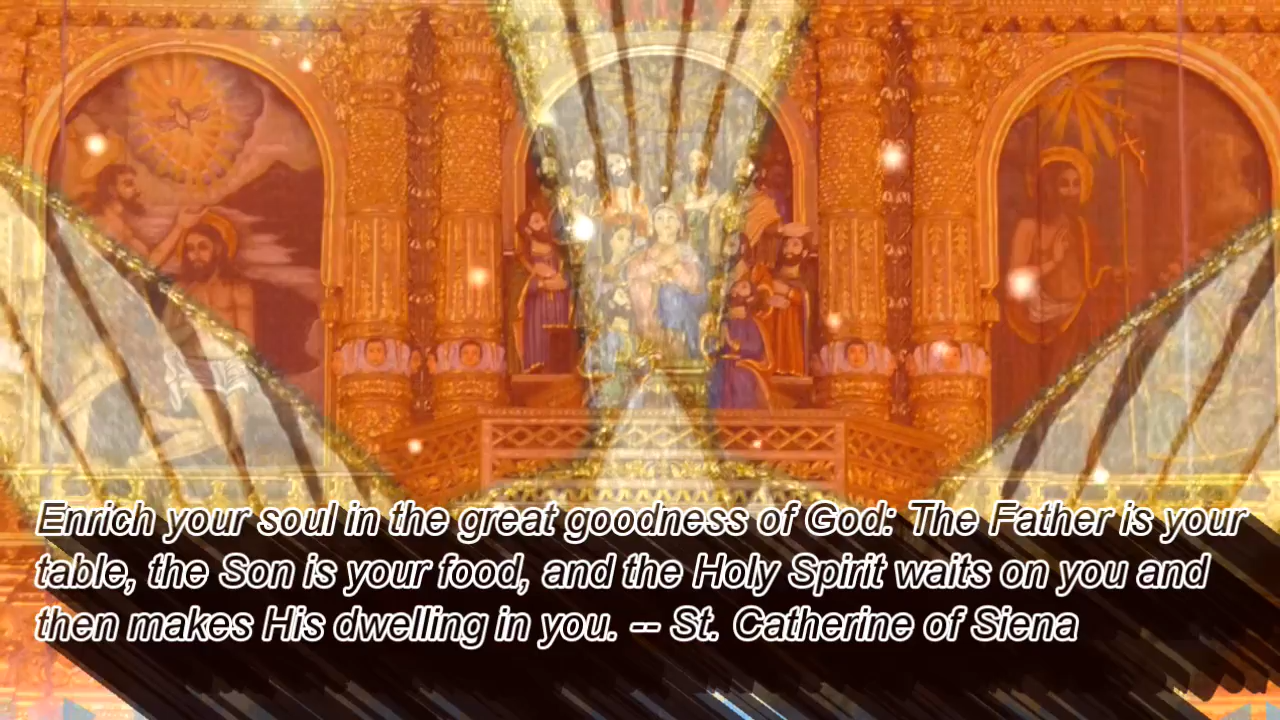 Enrich your soul in the great goodness of God: The Father is your
table, the Son is your food, and the Holy Spirit waits on you and
then makes His dwelling in you. -- St. Catherine of Siena